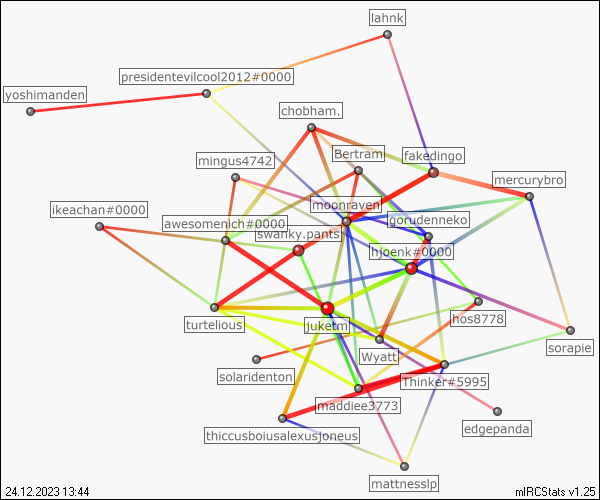 lahnk
presidentevilcool2012#0000
yoshimanden
chobham.
Bertram
fakedingo
mingus4742
mercurybro
moonraven
ikeachan#0000
awesomenich#0000
gorudenneko
swanky.pants
hjoenk#0000
turtelious
juketm
hos8778
Wyatt
sorapie
solaridenton
Thinker#5995
maddiee3773
thiccusboiusalexusjoneus
edgepanda
mattnesslp
24.12.2023 13:44
mIRCStats v1.25